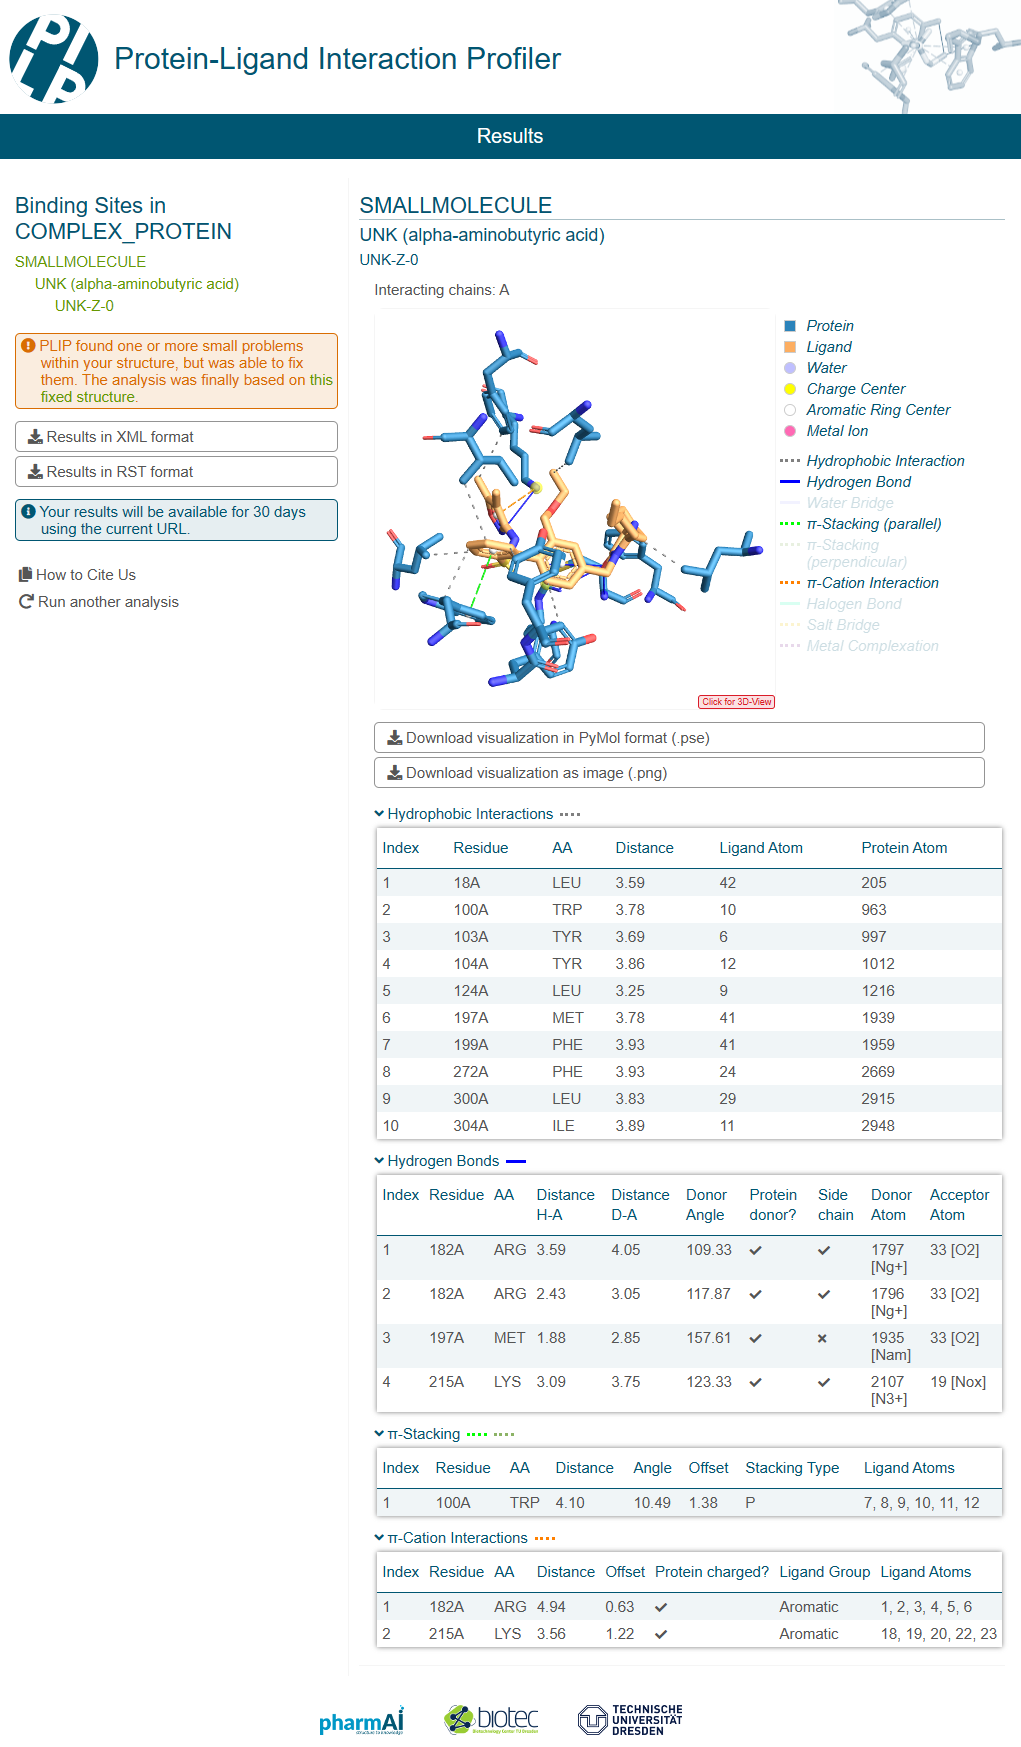 PLIP
Protein-Ligand Interaction Profiler
Results
Binding Sites in
COMPLEX_PROTEIN
SMALLMOLECULE
UNK (alpha-aminobutyric acid)
UNK-Z-0
PLIP found one or more small problems
within your structure, but was able to fix
them. The analysis was finally based on this
fixed structure.
Results in XML format
Results in RST format
Your results will be available for 30 days
using the current URL.
How to Cite Us
Run another analysis
SMALLMOLECULE
UNK (alpha-aminobutyric acid)
UNK-Z-0
Interacting chains: A
Protein
Ligand
Water
Charge Center
Aromatic Ring Center
Metal Ion
Hydrophobic Interaction
Hydrogen Bond
Water Bridge
π-Stacking (parallel)
π-Stacking
(perpendicular)
π-Cation Interaction
Halogen Bond
Salt Bridge
Metal Complexation
Click for 3D-View
Download visualization in PyMol format (.pse)
Download visualization as image (.png)
Hydrophobic Interactions
Index Residue AA Distance Ligand Atom Protein Atom
1 18A LEU 3.59 42 205
2 100A TRP 3.78 10 963
3 103A TYR 3.69 6 997
4 104A TYR 3.86 12 1012
5 124A LEU 3.25 9 1216
6 197A MET 3.78 41 1939
7 199A PHE 3.93 41 1959
8 272A PHE 3.93 24 2669
9 300A LEU 3.83 29 2915
10 304A ILE 3.89 11 2948
Hydrogen Bonds
Index Residue AA Distance Distance Donor Protein Side Donor Acceptor
H-A D-A Angle donor? chain Atom Atom
1 182A ARG 3.59 4.05 109.33 ✔ ✔ 1797 33 [O2]
[Ng+]
2 182A ARG 2.43 3.05 117.87 ✔ ✔ 1796 33 [O2]
[Ng+]
3 197A MET 1.88 2.85 157.61 ✔ ✖ 1935 33 [O2]
[Nam]
4 215A LYS 3.09 3.75 123.33 ✔ ✔ 2107 19 [Nox]
[N3+]
π-Stacking
Index Residue AA Distance Angle Offset Stacking Type Ligand Atoms
1 100A TRP 4.10 10.49 1.38 P 7, 8, 9, 10, 11, 12
π-Cation Interactions
Index Residue AA Distance Offset Protein charged? Ligand Group Ligand Atoms
1 182A ARG 4.94 0.63 ✔ Aromatic 1, 2, 3, 4, 5, 6
2 215A LYS 3.56 1.22 ✔ Aromatic 18, 19, 20, 22, 23
pharmAI
structure to knowledge
biotec
Biotechnology Center TU Dresden
TECHNISCHE
UNIVERSITÄT
DRESDEN